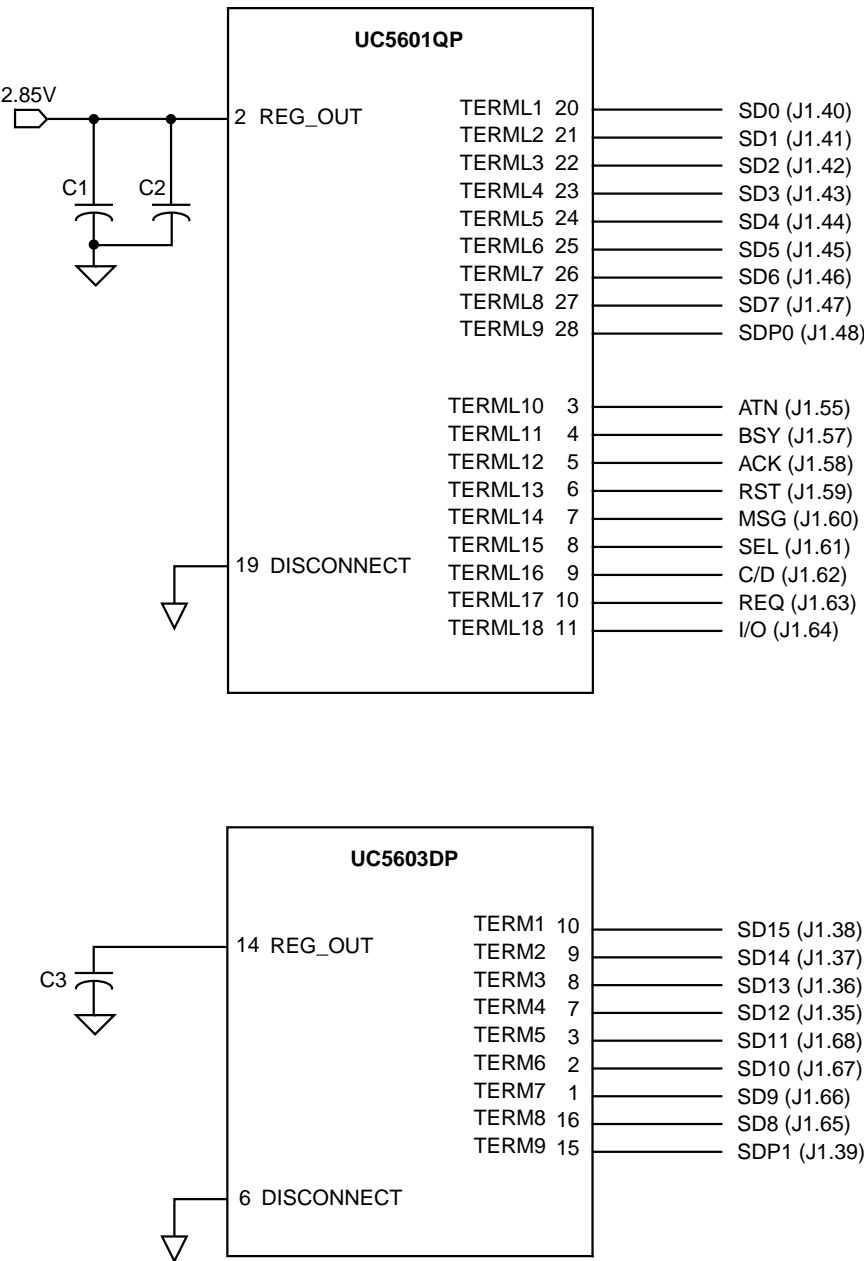 UC5601QP
2.85V
2 REG_OUT
C1 C2
19 DISCONNECT
TERML1 20 SD0 (J1.40)
TERML2 21 SD1 (J1.41)
TERML3 22 SD2 (J1.42)
TERML4 23 SD3 (J1.43)
TERML5 24 SD4 (J1.44)
TERML6 25 SD5 (J1.45)
TERML7 26 SD6 (J1.46)
TERML8 27 SD7 (J1.47)
TERML9 28 SDP0 (J1.48)
TERML10 3 ATN (J1.55)
TERML11 4 BSY (J1.57)
TERML12 5 ACK (J1.58)
TERML13 6 RST (J1.59)
TERML14 7 MSG (J1.60)
TERML15 8 SEL (J1.61)
TERML16 9 C/D (J1.62)
TERML17 10 REQ (J1.63)
TERML18 11 I/O (J1.64)
UC5603DP
14 REG_OUT
C3
6 DISCONNECT
TERM1 10 SD15 (J1.38)
TERM2 9 SD14 (J1.37)
TERM3 8 SD13 (J1.36)
TERM4 7 SD12 (J1.35)
TERM5 3 SD11 (J1.68)
TERM6 2 SD10 (J1.67)
TERM7 1 SD9 (J1.66)
TERM8 16 SD8 (J1.65)
TERM9 15 SDP1 (J1.39)